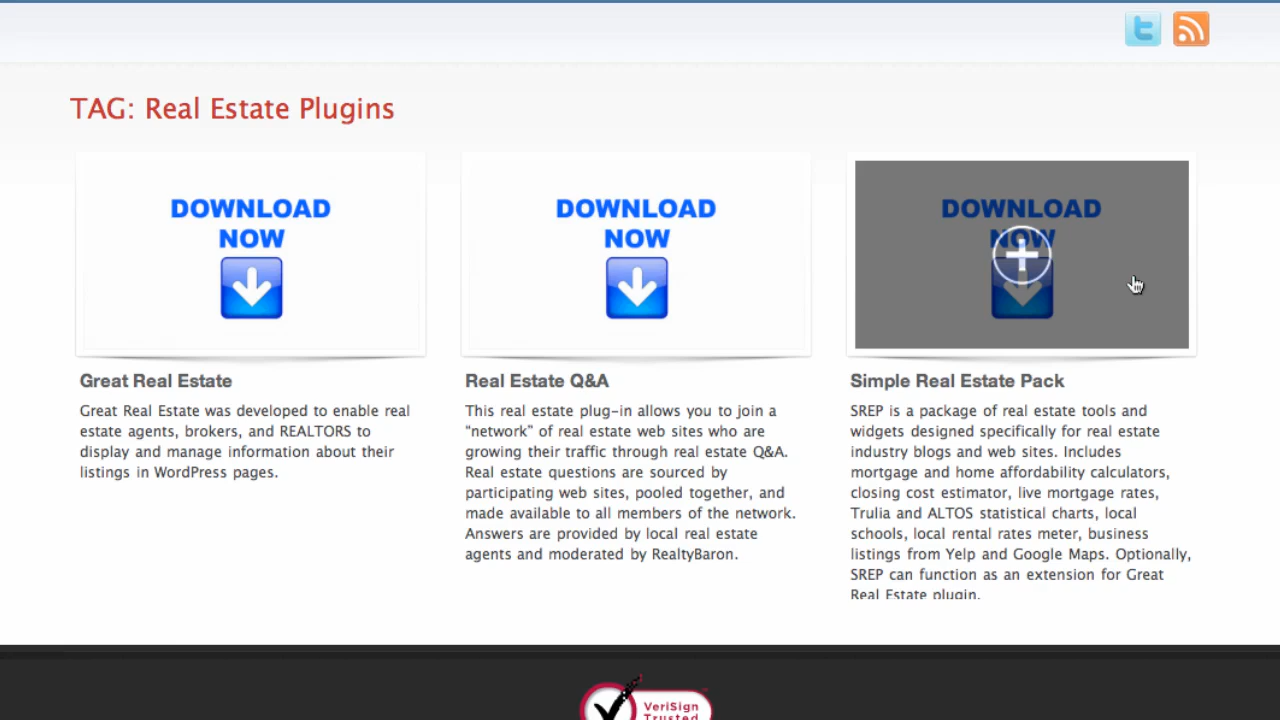 TAG: Real Estate Plugins
DOWNLOAD
NOW
DOWNLOAD
NOW
DOWNLOAD
NOW
Great Real Estate
Great Real Estate was developed to enable real
estate agents, brokers, and REALTORS to
display and manage information about their
listings in WordPress pages.
Real Estate Q&A
This real estate plug-in allows you to join a
“network” of real estate web sites who are
growing their traffic through real estate Q&A.
Real estate questions are sourced by
participating web sites, pooled together, and
made available to all members of the network.
Answers are provided by local real estate
agents and moderated by RealtyBaron.
Simple Real Estate Pack
SREP is a package of real estate tools and
widgets designed specifically for real estate
industry blogs and web sites. Includes
mortgage and home affordability calculators,
closing cost estimator, live mortgage rates,
Trulia and ALTOS statistical charts, local
schools, local rental rates meter, business
listings from Yelp and Google Maps. Optionally,
SREP can function as an extension for Great
Real Estate plugin.
VeriSign
Trusted